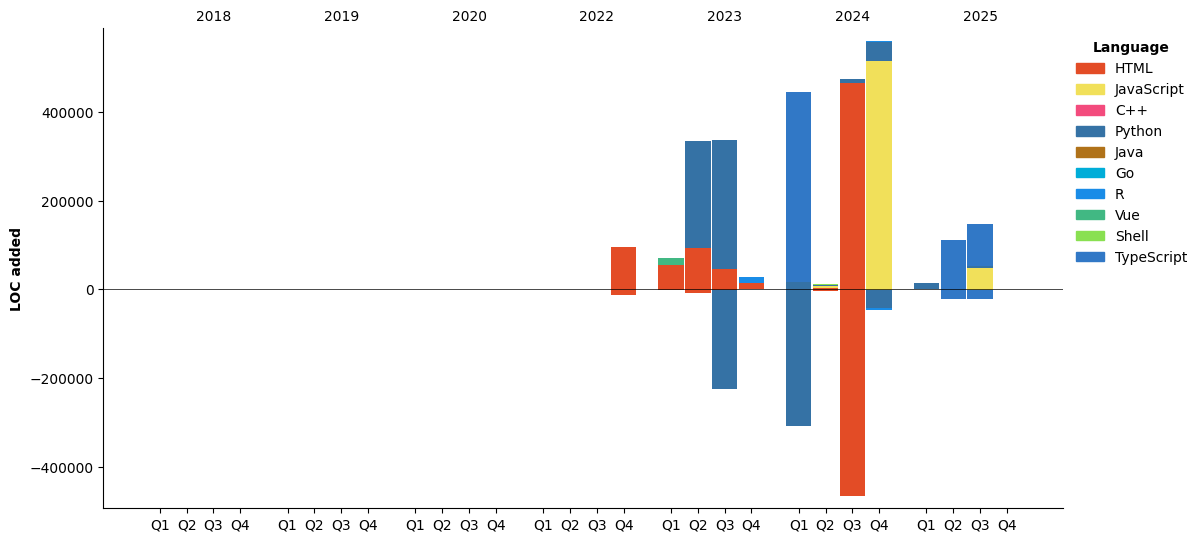 2018 2019 2020 2022 2023 2024 2025
LOC added
400000
200000
0
−200000
−400000
Q1 Q2 Q3 Q4 Q1 Q2 Q3 Q4 Q1 Q2 Q3 Q4 Q1 Q2 Q3 Q4 Q1 Q2 Q3 Q4 Q1 Q2 Q3 Q4 Q1 Q2 Q3 Q4
Language
HTML
JavaScript
C++
Python
Java
Go
R
Vue
Shell
TypeScript